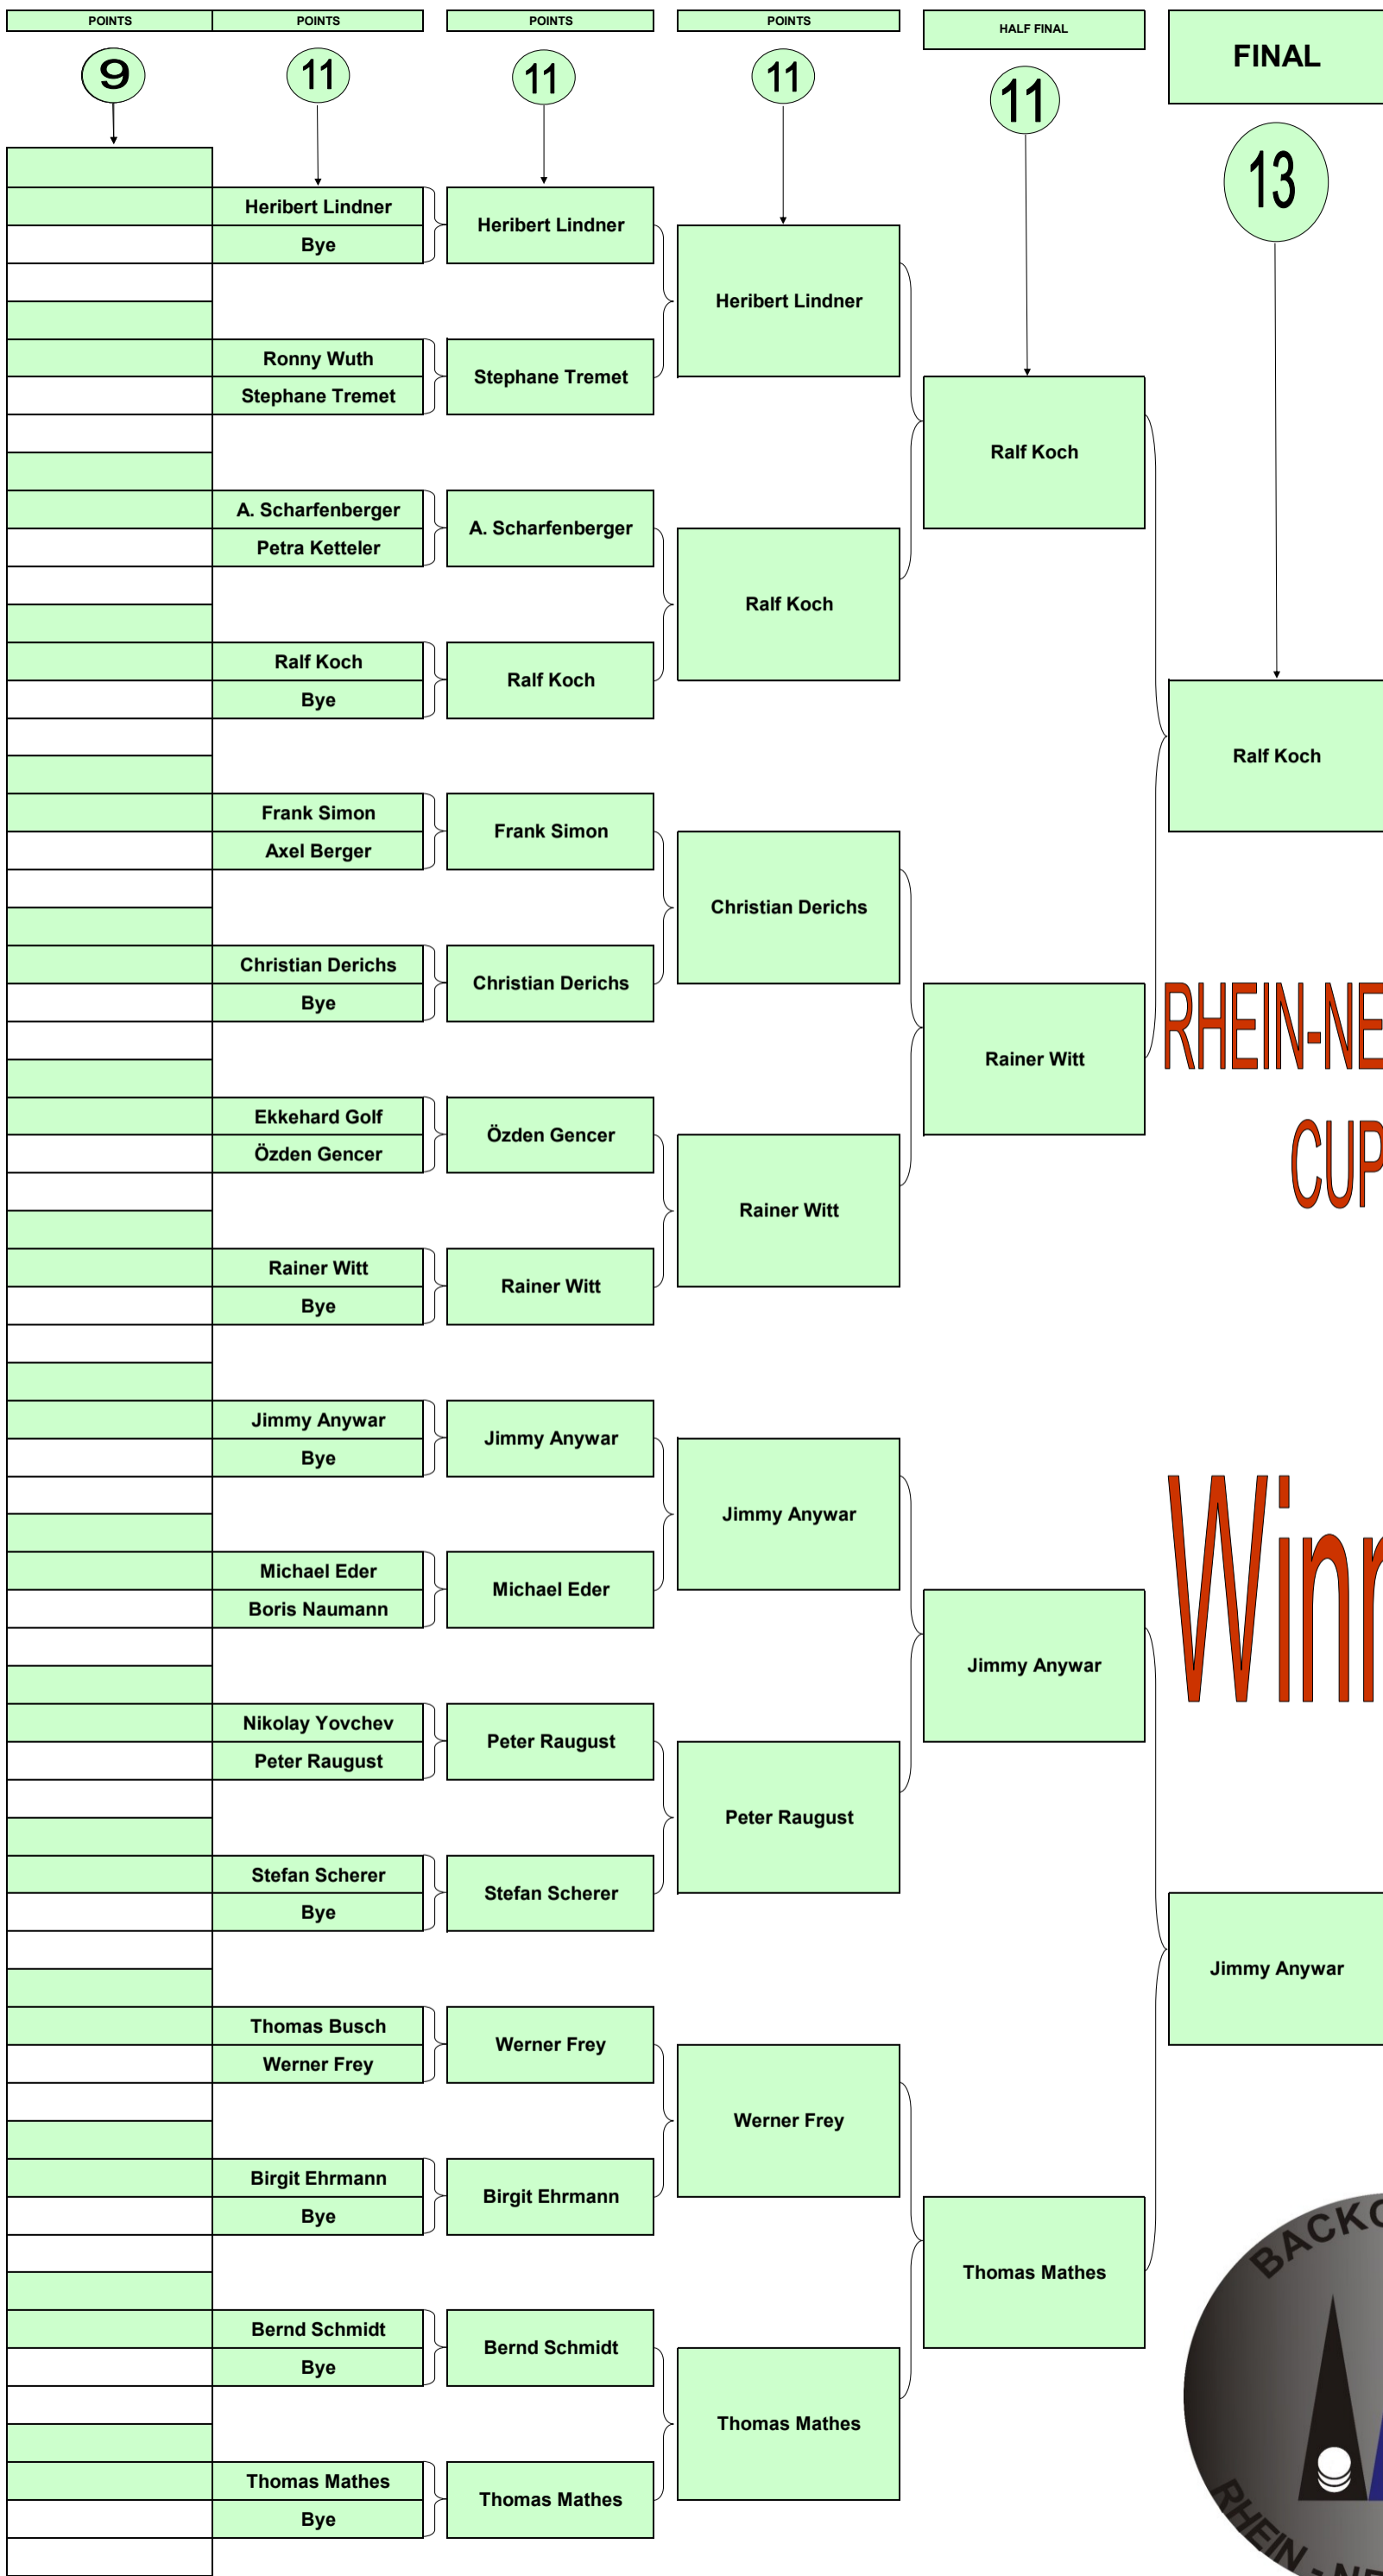 POINTS POINTS POINTS POINTS HALF FINAL FINAL
9 11 11 11 11 13
Heribert Lindner
Bye
Ronny Wuth
Stephane Tremet
A. Scharfenberger
Petra Ketteler
Ralf Koch
Bye
Frank Simon
Axel Berger
Christian Derichs
Bye
Ekkehard Golf
Özden Gencer
Rainer Witt
Bye
Jimmy Anywar
Bye
Michael Eder
Boris Naumann
Nikolay Yovchev
Peter Raugust
Stefan Scherer
Bye
Thomas Busch
Werner Frey
Birgit Ehrmann
Bye
Bernd Schmidt
Bye
Thomas Mathes
Bye
Heribert Lindner
Stephane Tremet
A. Scharfenberger
Ralf Koch
Frank Simon
Christian Derichs
Özden Gencer
Rainer Witt
Jimmy Anywar
Michael Eder
Peter Raugust
Stefan Scherer
Werner Frey
Birgit Ehrmann
Bernd Schmidt
Thomas Mathes
Heribert Lindner
Ralf Koch
Christian Derichs
Rainer Witt
Jimmy Anywar
Peter Raugust
Werner Frey
Thomas Mathes
Ralf Koch
Rainer Witt
Jimmy Anywar
Thomas Mathes
Ralf Koch
Jimmy Anywar
RHEIN-NE
CUP